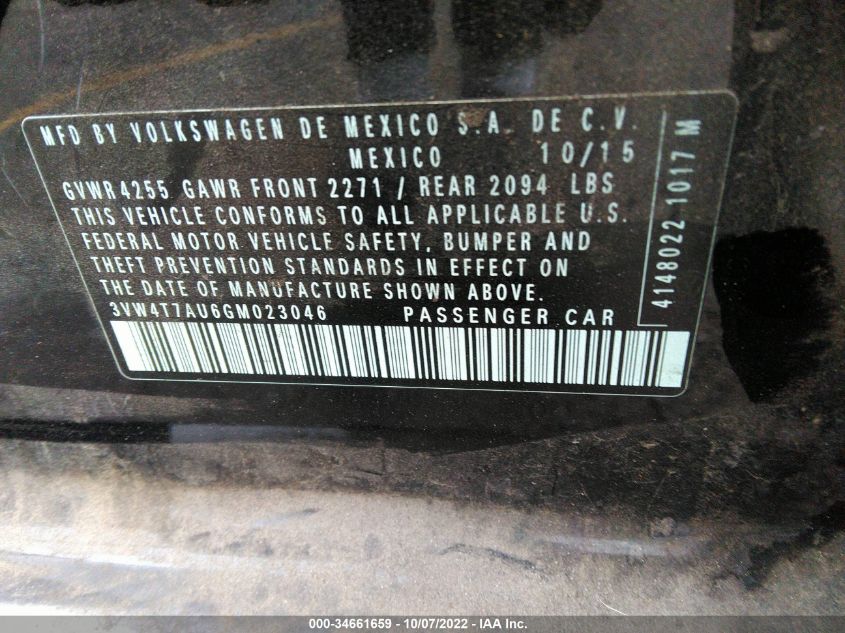 MFD BY VOLKSWAGEN DE MEXICO S.A. DE C.V.
MEXICO 10/15
GVWR 4255 GAWR FRONT 2271 / REAR 2094 LBS
THIS VEHICLE CONFORMS TO ALL APPLICABLE U.S.
FEDERAL MOTOR VEHICLE SAFETY, BUMPER AND
THEFT PREVENTION STANDARDS IN EFFECT ON
THE DATE OF MANUFACTURE SHOWN ABOVE.
3VW4T7AU6GM023046 PASSENGER CAR
4148022 1017 M
000-34661659 - 10/07/2022 - IAA Inc.